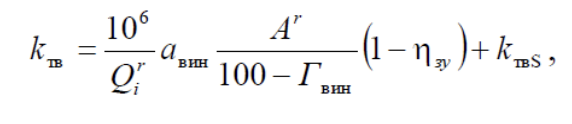 k_тв = 10^6 / Q_i^r a_вин A^r / (100 − Г_вин) (1 − η_зу) + k_твS ,